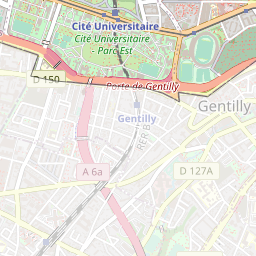 Cité Universitaire
Cité Universitaire
- Parc Est
D 150
Porte de Gentilly
Gentilly
Gentilly
RER B
A 6a
D 127A